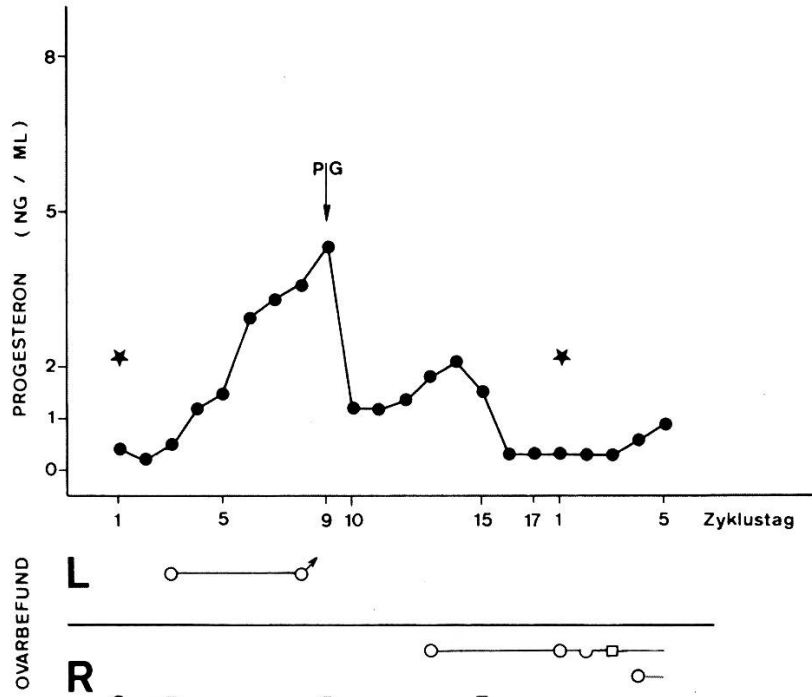 PROGESTERON (NG / ML)
8
5
2
1
0
PG
1 5 9 10 15 17 1 5 Zyklustag
OVARBEFUND
L
R